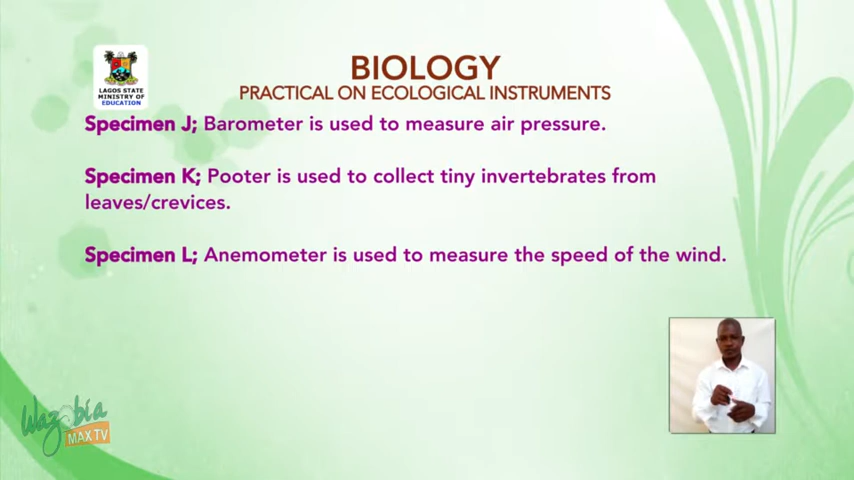 BIOLOGY
PRACTICAL ON ECOLOGICAL INSTRUMENTS
LAGOS STATE
MINISTRY OF
EDUCATION
Specimen J; Barometer is used to measure air pressure.
Specimen K; Pooter is used to collect tiny invertebrates from
leaves/crevices.
Specimen L; Anemometer is used to measure the speed of the wind.
Wazobia
MAX TV